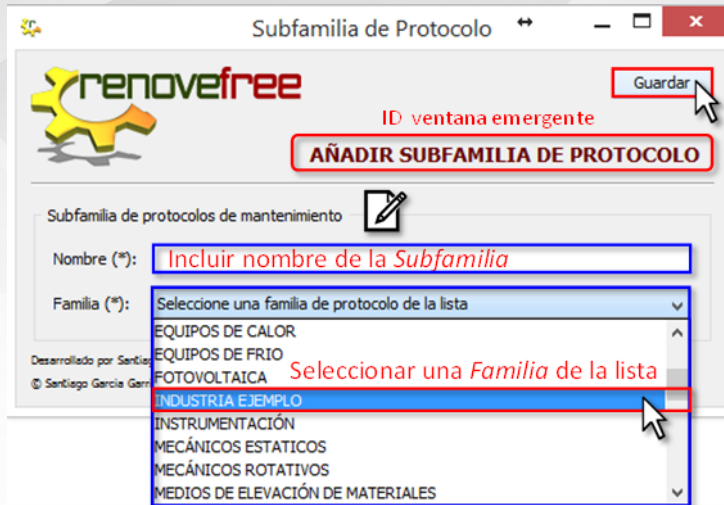 Subfamilia de Protocolo
renovefree
Guardar
ID ventana emergente
AÑADIR SUBFAMILIA DE PROTOCOLO
Subfamilia de protocolos de mantenimiento
Nombre (*): Incluir nombre de la Subfamilia
Familia (*): Seleccione una familia de protocolo de la lista
EQUIPOS DE CALOR
Desarrollado por Santiag
EQUIPOS DE FRIO
© Santiago Garcia Garri
FOTOVOLTAICA Seleccionar una Familia de la lista
INDUSTRIA EJEMPLO
INSTRUMENTACIÓN
MECÁNICOS ESTATICOS
MECÁNICOS ROTATIVOS
MEDIOS DE ELEVACIÓN DE MATERIALES